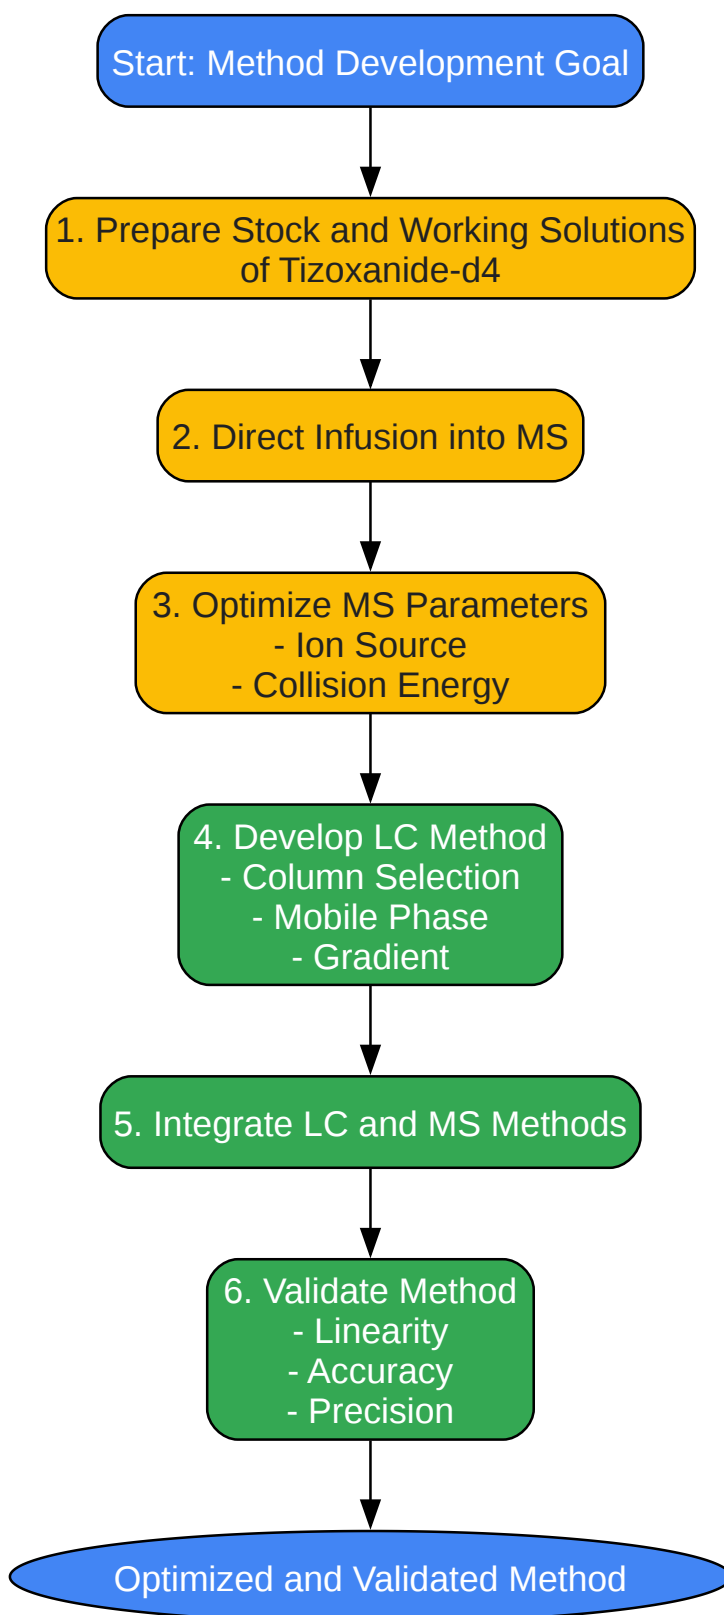 Start: Method Development Goal
1. Prepare Stock and Working Solutions
of Tizoxanide-d4
2. Direct Infusion into MS
3. Optimize MS Parameters
- Ion Source
- Collision Energy
4. Develop LC Method
- Column Selection
- Mobile Phase
- Gradient
5. Integrate LC and MS Methods
6. Validate Method
- Linearity
- Accuracy
- Precision
Optimized and Validated Method